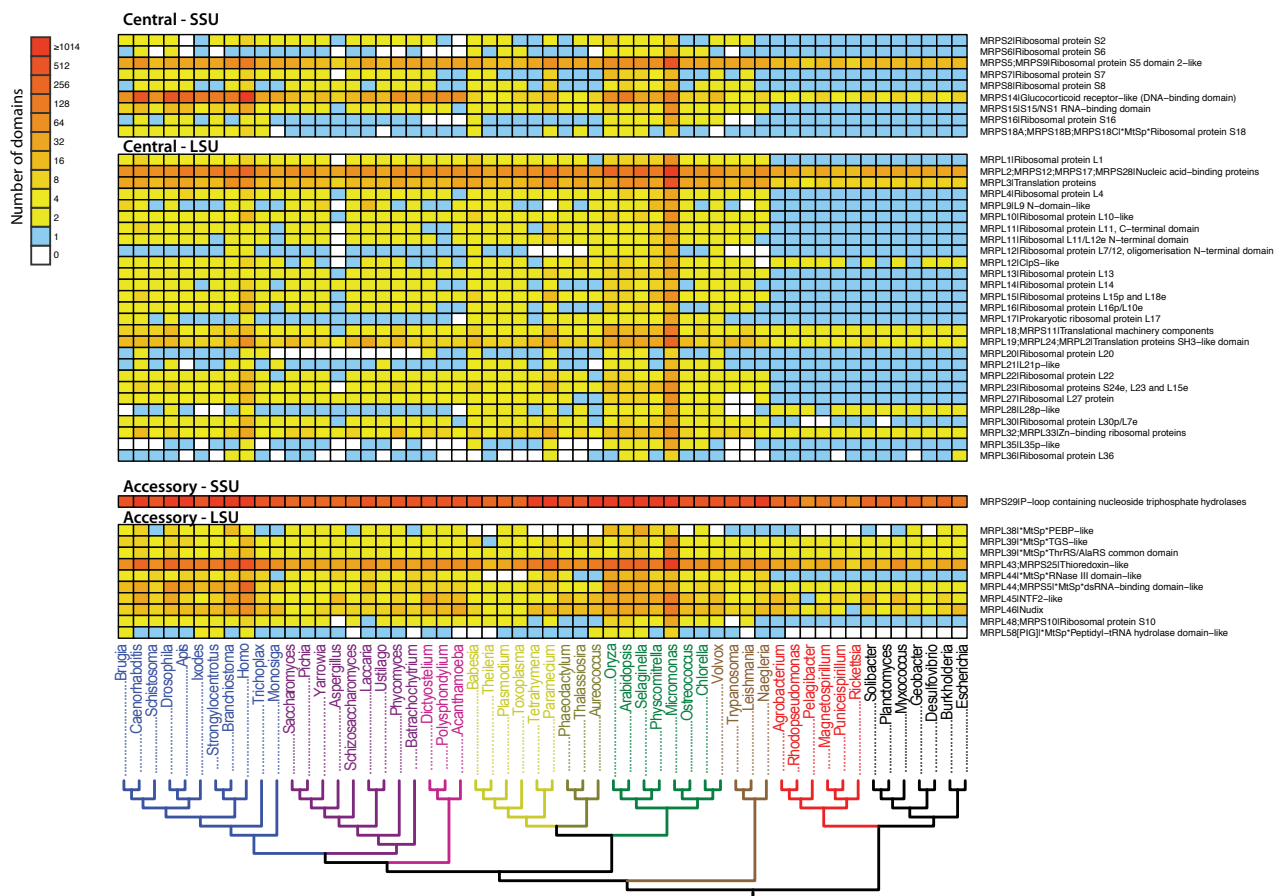 Central - SSU
Number of domains
≥1014
512
256
128
64
32
16
8
4
2
1
0
MRPS2|Ribosomal protein S2
MRPS6|Ribosomal protein S6
MRPS5;MRPS9|Ribosomal protein S5 domain 2-like
MRPS7|Ribosomal protein S7
MRPS8|Ribosomal protein S8
MRPS14|Glucocorticoid receptor-like (DNA-binding domain)
MRPS15|S15/NS1 RNA-binding domain
MRPS16|Ribosomal protein S16
MRPS18A;MRPS18B;MRPS18C|*MtSp*Ribosomal protein S18
Central - LSU
MRPL1|Ribosomal protein L1
MRPL2;MRPS12;MRPS17;MRPS28|Nucleic acid-binding proteins
MRPL3|Translation proteins
MRPL4|Ribosomal protein L4
MRPL9|L9 N-domain-like
MRPL10|Ribosomal protein L10-like
MRPL11|Ribosomal protein L11, C-terminal domain
MRPL11|Ribosomal L11/L12e N-terminal domain
MRPL12|Ribosomal protein L7/12, oligomerisation N-terminal domain
MRPL12|ClpS-like
MRPL13|Ribosomal protein L13
MRPL14|Ribosomal protein L14
MRPL15|Ribosomal proteins L15p and L18e
MRPL16|Ribosomal protein L16p/L10e
MRPL17|Prokaryotic ribosomal protein L17
MRPL18;MRPS11|Translational machinery components
MRPL19;MRPL24;MRPL2|Translation proteins SH3-like domain
MRPL20|Ribosomal protein L20
MRPL21|L21p-like
MRPL22|Ribosomal protein L22
MRPL23|Ribosomal proteins S24e, L23 and L15e
MRPL27|Ribosomal L27 protein
MRPL28|L28p-like
MRPL30|Ribosomal protein L30p/L7e
MRPL32;MRPL33|Zn-binding ribosomal proteins
MRPL35|L35p-like
MRPL36|Ribosomal protein L36
Accessory - SSU
MRPS29|P-loop containing nucleoside triphosphate hydrolases
Accessory - LSU
MRPL38|*MtSp*PEBP-like
MRPL39|*MtSp*TGS-like
MRPL39|*MtSp*ThrRS/AlaRS common domain
MRPL43;MRPS25|Thioredoxin-like
MRPL44|*MtSp*RNase III domain-like
MRPL44;MRPS5|*MtSp*dsRNA-binding domain-like
MRPL45|NTF2-like
MRPL46|Nudix
MRPL48;MRPS10|Ribosomal protein S10
MRPL58[PIG]|*MtSp*Peptidyl-tRNA hydrolase domain-like
Brugia
Caenorhabditis
Schistosoma
Drosophila
Apis
Ixodes
Strongylocentrotus
Branchiostoma
Homo
Trichoplax
Monosiga
Saccharomyces
Pichia
Yarrowia
Aspergillus
Schizosaccharomyces
Laccaria
Ustilago
Phycomyces
Batrachochytrium
Dictyostelium
Polysphondylium
Acanthamoeba
Babesia
Theileria
Plasmodium
Toxoplasma
Tetrahymena
Paramecium
Phaeodactylum
Thalassiosira
Aureococcus
Oryza
Arabidopsis
Selaginella
Physcomitrella
Micromonas
Ostreococcus
Chlorella
Volvox
Trypanosoma
Leishmania
Naegleria
Agrobacterium
Rhodopseudomonas
Pelagibacter
Magnetospirillum
Puniceispirillum
Rickettsia
Solibacter
Planctomyces
Myxococcus
Geobacter
Desulfovibrio
Burkholderia
Escherichia